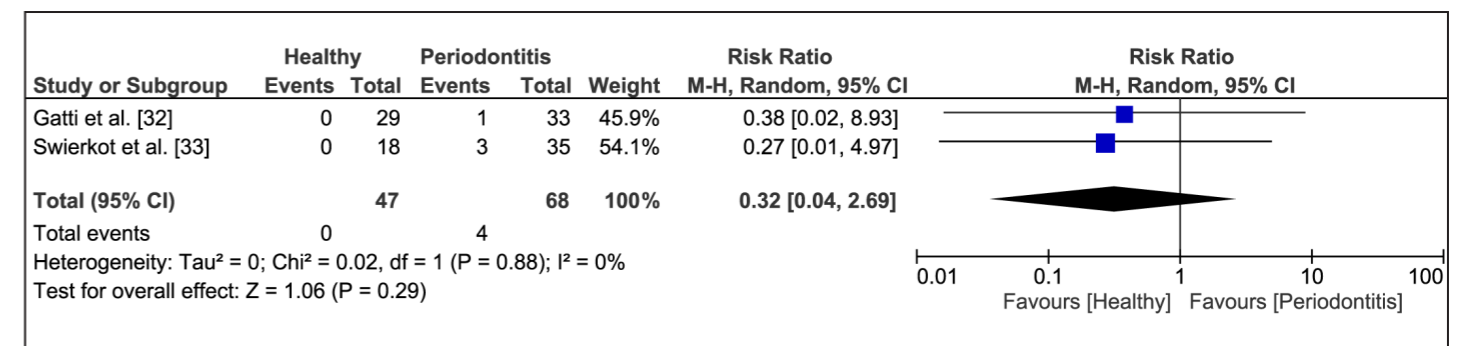 Healthy Periodontitis Risk Ratio Risk Ratio
Study or Subgroup Events Total Events Total Weight M-H, Random, 95% CI M-H, Random, 95% CI
Gatti et al. [32] 0 29 1 33 45.9% 0.38 [0.02, 8.93]
Swierkot et al. [33] 0 18 3 35 54.1% 0.27 [0.01, 4.97]
Total (95% CI) 47 68 100% 0.32 [0.04, 2.69]
Total events 0 4
Heterogeneity: Tau² = 0; Chi² = 0.02, df = 1 (P = 0.88); I² = 0%
Test for overall effect: Z = 1.06 (P = 0.29)
0.01 0.1 1 10 100
Favours [Healthy] Favours [Periodontitis]